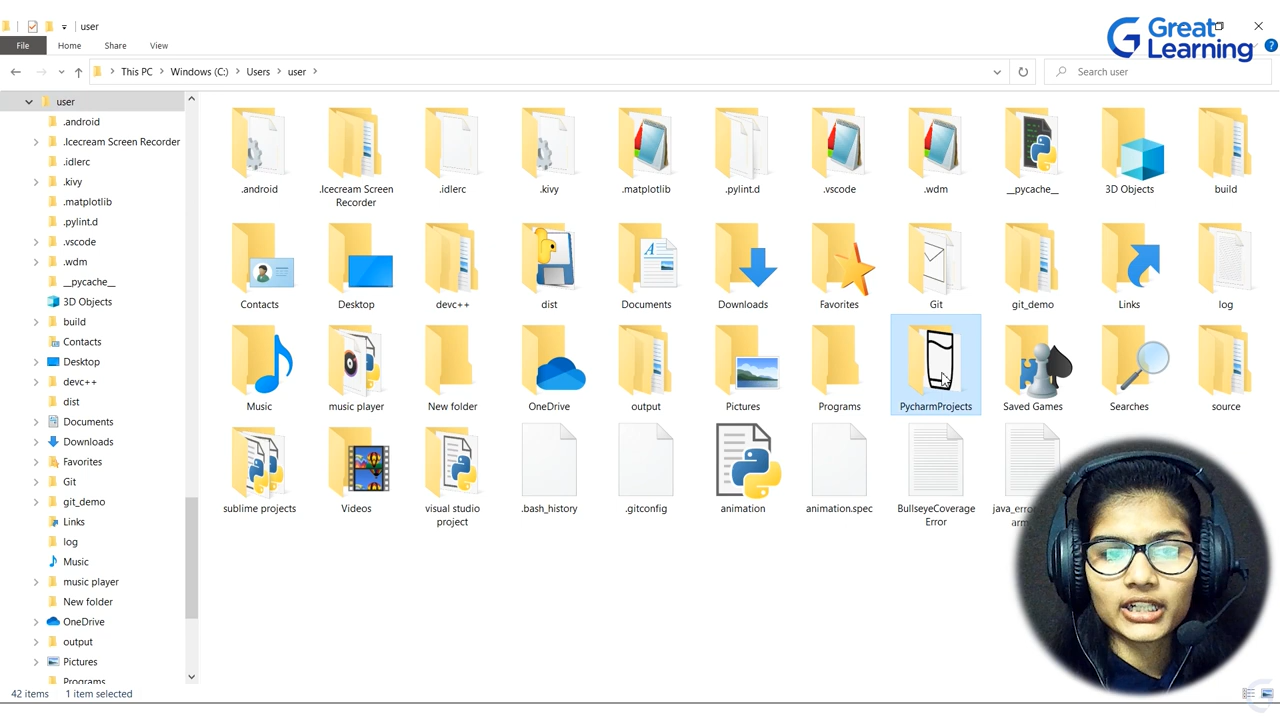 user
Great
Learning
File
Home
Share
View
This PC
Windows (C:)
Users
user
Search user
user
.android
.Icecream Screen Recorder
.idlerc
.kivy
.matplotlib
.pylint.d
.vscode
.wdm
__pycache__
3D Objects
build
Contacts
Desktop
devc++
dist
Documents
Downloads
Favorites
Git
git_demo
Links
log
Music
music player
New folder
OneDrive
output
Pictures
Programs
.android
.Icecream Screen
Recorder
.idlerc
.kivy
.matplotlib
.pylint.d
.vscode
.wdm
__pycache__
3D Objects
build
Contacts
Desktop
devc++
dist
Documents
Downloads
Favorites
Git
git_demo
Links
log
Music
music player
New folder
OneDrive
output
Pictures
Programs
PycharmProjects
Saved Games
Searches
source
sublime projects
Videos
visual studio
project
.bash_history
.gitconfig
animation
animation.spec
BullseyeCoverage
Error
42 items
1 item selected